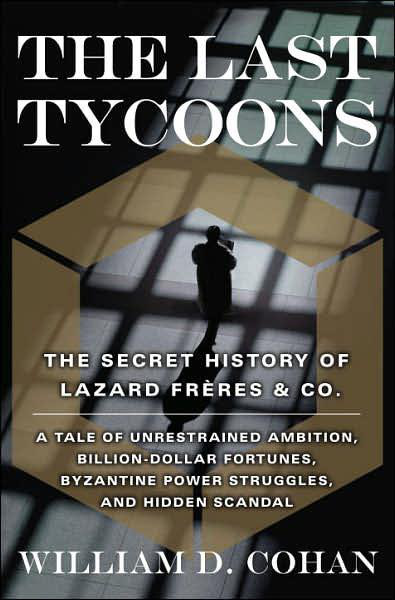 THE LAST
TYCOONS
THE SECRET HISTORY OF
LAZARD FRÈRES & CO.
A TALE OF UNRESTRAINED AMBITION,
BILLION-DOLLAR FORTUNES,
BYZANTINE POWER STRUGGLES,
AND HIDDEN SCANDAL
WILLIAM D. COHAN